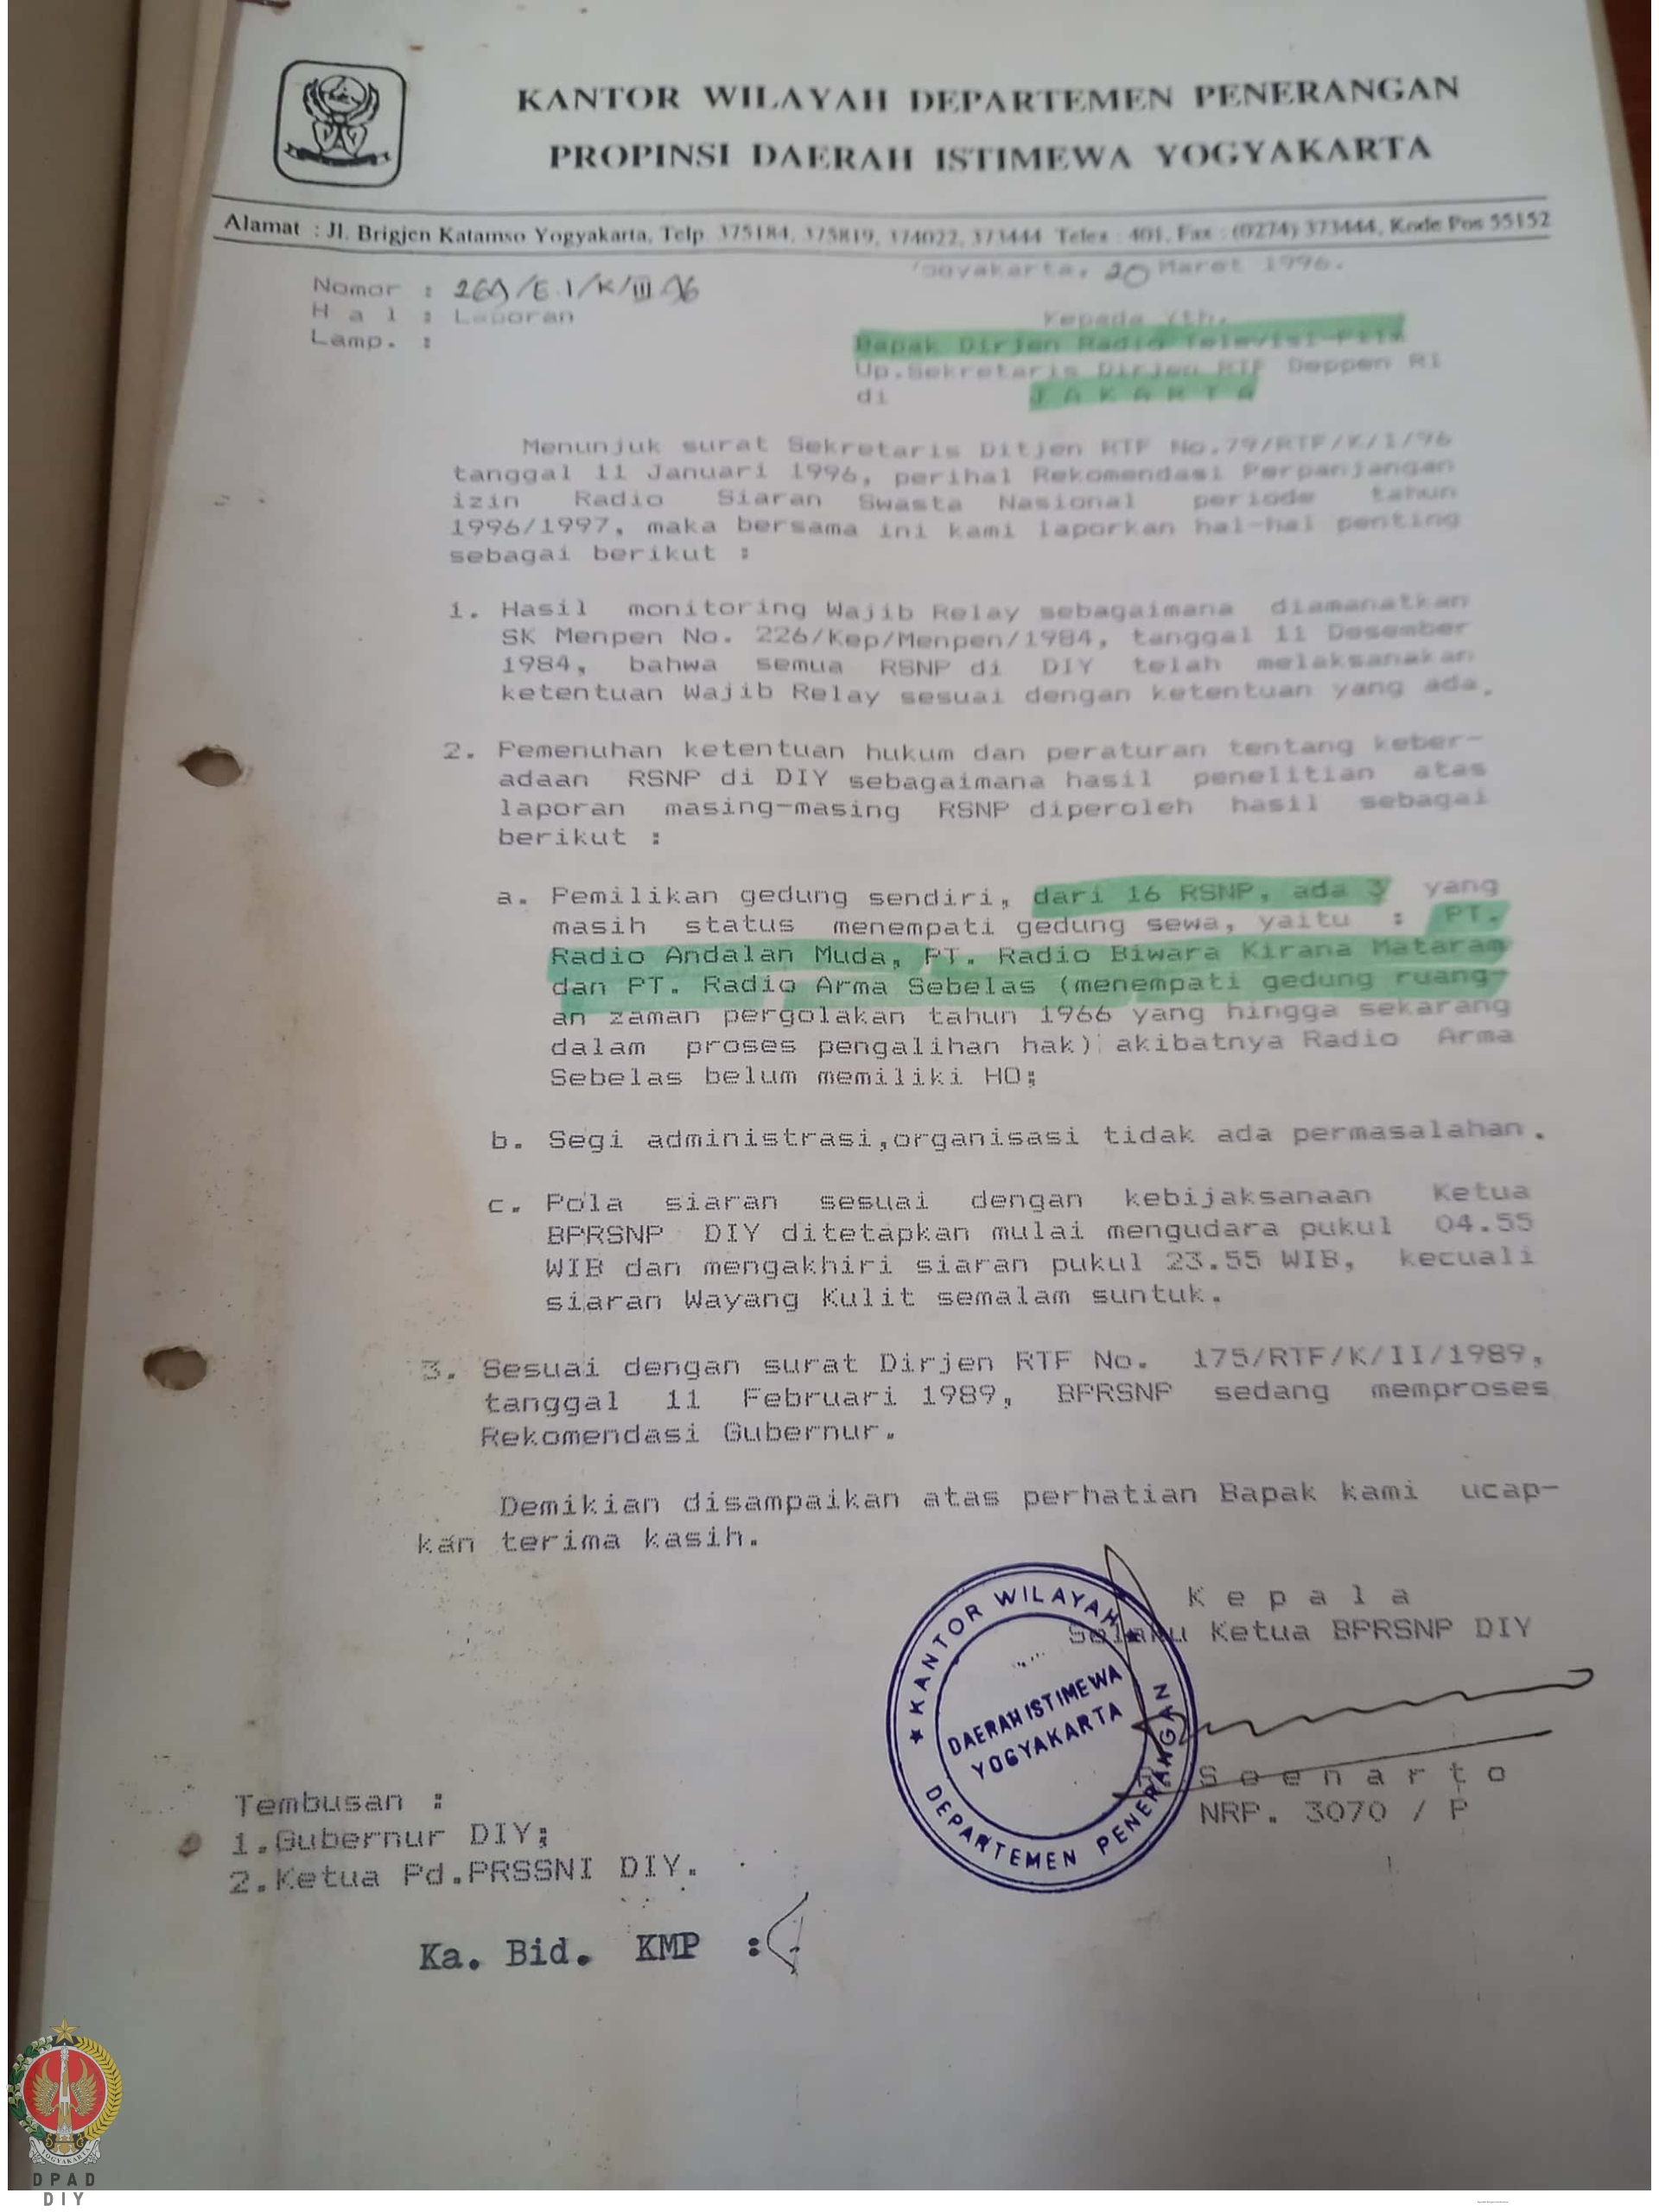 KANTOR WILAYAH DEPARTEMEN PENERANGAN
PROPINSI DAERAH ISTIMEWA YOGYAKARTA
Alamat : Jl. Brigjen Katamso Yogyakarta, Telp. 375184, 375819, 374022, 373444 Telex : 401, Fax : (0274) 373444, Kode Pos 55152
Yogyakarta, 20 Maret 1996.
Nomor : 269/E.1/K/III/96
H a l : Laporan
Lamp. :
Kepada Yth.
Bapak Dirjen Radio Televisi Film
Up.Sekretaris Dirjen RTF Deppen RI
di J A K A R T A
Menunjuk surat Sekretaris Ditjen RTF No.79/RTF/K/1/96
tanggal 11 Januari 1996, perihal Rekomendasi Perpanjangan
izin Radio Siaran Swasta Nasional periode tahun
1996/1997, maka bersama ini kami laporkan hal-hal penting
sebagai berikut :
1. Hasil monitoring Wajib Relay sebagaimana diamanatkan
SK Menpen No. 226/Kep/Menpen/1984, tanggal 11 Desember
1984, bahwa semua RSNP di DIY telah melaksanakan
ketentuan Wajib Relay sesuai dengan ketentuan yang ada.
2. Pemenuhan ketentuan hukum dan peraturan tentang keber-
adaan RSNP di DIY sebagaimana hasil penelitian atas
laporan masing-masing RSNP diperoleh hasil sebagai
berikut :
a. Pemilikan gedung sendiri, dari 16 RSNP, ada 3 yang
masih status menempati gedung sewa, yaitu : PT.
Radio Andalan Muda, PT. Radio Biwara Kirana Mataram
dan PT. Radio Arma Sebelas (menempati gedung ruang-
an zaman pergolakan tahun 1966 yang hingga sekarang
dalam proses pengalihan hak) akibatnya Radio Arma
Sebelas belum memiliki HO;
b. Segi administrasi,organisasi tidak ada permasalahan.
c. Pola siaran sesuai dengan kebijaksanaan Ketua
BPRSNP DIY ditetapkan mulai mengudara pukul 04.55
WIB dan mengakhiri siaran pukul 23.55 WIB, kecuali
siaran Wayang Kulit semalam suntuk.
3. Sesuai dengan surat Dirjen RTF No. 175/RTF/K/II/1989,
tanggal 11 Februari 1989, BPRSNP sedang memproses
Rekomendasi Gubernur.
Demikian disampaikan atas perhatian Bapak kami ucap-
kan terima kasih.
K e p a l a
Selaku Ketua BPRSNP DIY
★ KANTOR WILAYAH ★
DEPARTEMEN PENERANGAN
DAERAH ISTIMEWA
YOGYAKARTA
S o e n a r t o
NRP. 3070 / P
Tembusan :
1.Gubernur DIY;
2.Ketua Pd.PRSSNI DIY.
Ka. Bid. KMP :
YOGYAKARTA
DPAD
DIY